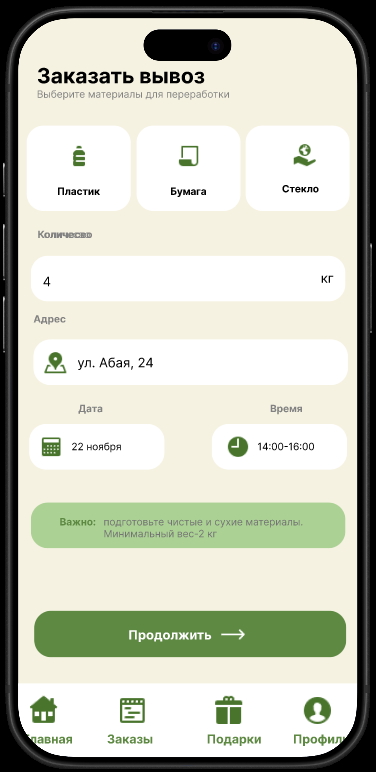 Заказать вывоз
Выберите материалы для переработки
Пластик Бумага Стекло
4 кг
Адрес
ул. Абая, 24
Дата Время
22 ноября 14:00-16:00
Важно: подготовьте чистые и сухие материалы.
Минимальный вес-2 кг
Продолжить
лавная Заказы Подарки Профил